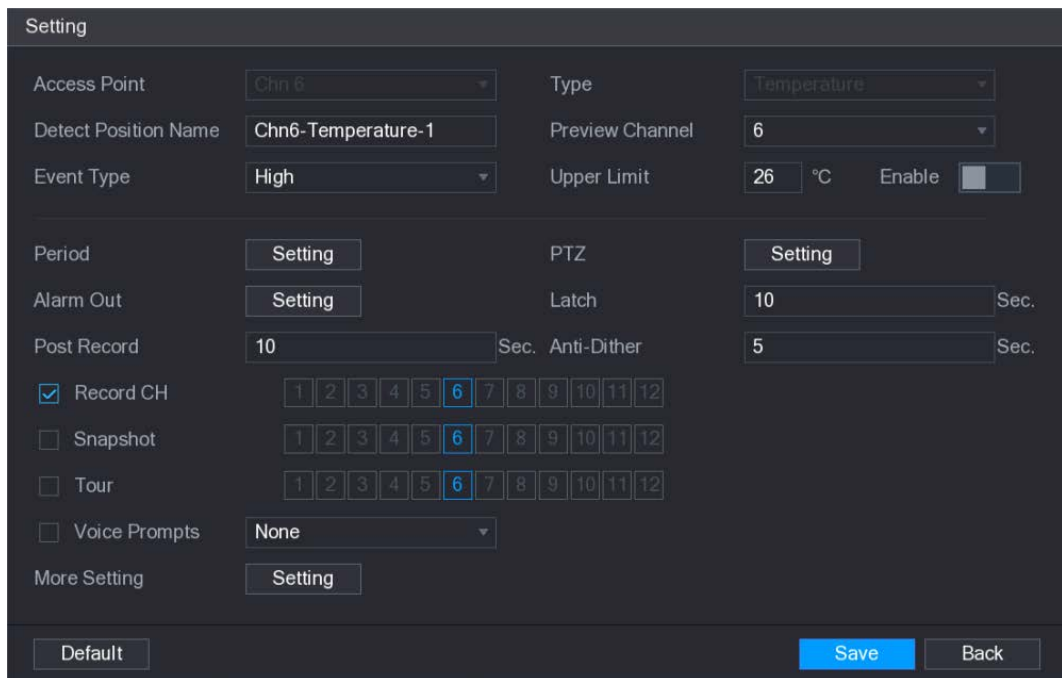 Setting
Access Point Chn 6 Type Temperature
Detect Position Name Chn6-Temperature-1 Preview Channel 6
Event Type High Upper Limit 26 °C Enable
Period Setting PTZ Setting
Alarm Out Setting Latch 10 Sec.
Post Record 10 Sec. Anti-Dither 5 Sec.
Record CH 1 2 3 4 5 6 7 8 9 10 11 12
Snapshot 1 2 3 4 5 6 7 8 9 10 11 12
Tour 1 2 3 4 5 6 7 8 9 10 11 12
Voice Prompts None
More Setting Setting
Default Save Back